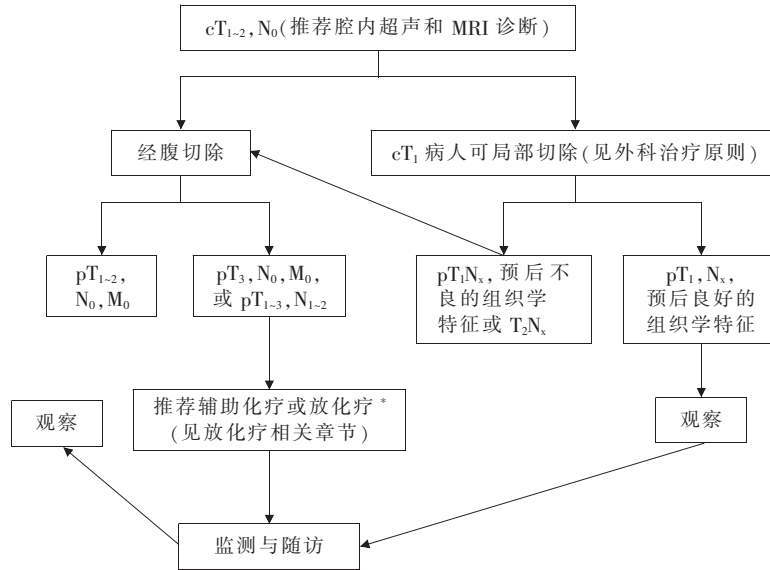 cT₁~₂, N₀(推荐腔内超声和 MRI 诊断)
经腹切除
cT₁ 病人可局部切除(见外科治疗原则)
pT₁~₂,
N₀, M₀
pT₃, N₀, M₀,
或 pT₁~₃, N₁~₂
pT₁Nₓ, 预后不
良的组织学
特征或 T₂Nₓ
pT₁, Nₓ,
预后良好的
组织学特征
观察
推荐辅助化疗或放化疗*
(见放化疗相关章节)
观察
监测与随访